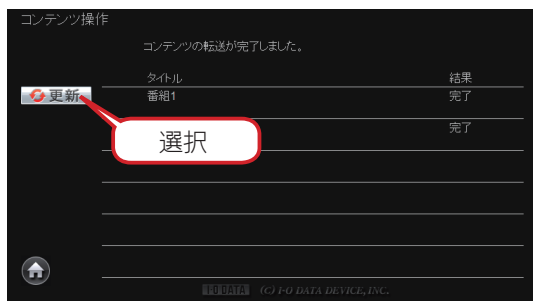 コンテンツ操作
コンテンツの転送が完了しました。
タイトル 結果
更新 番組1 完了
完了
選択
I-O DATA (C) I-O DATA DEVICE, INC.